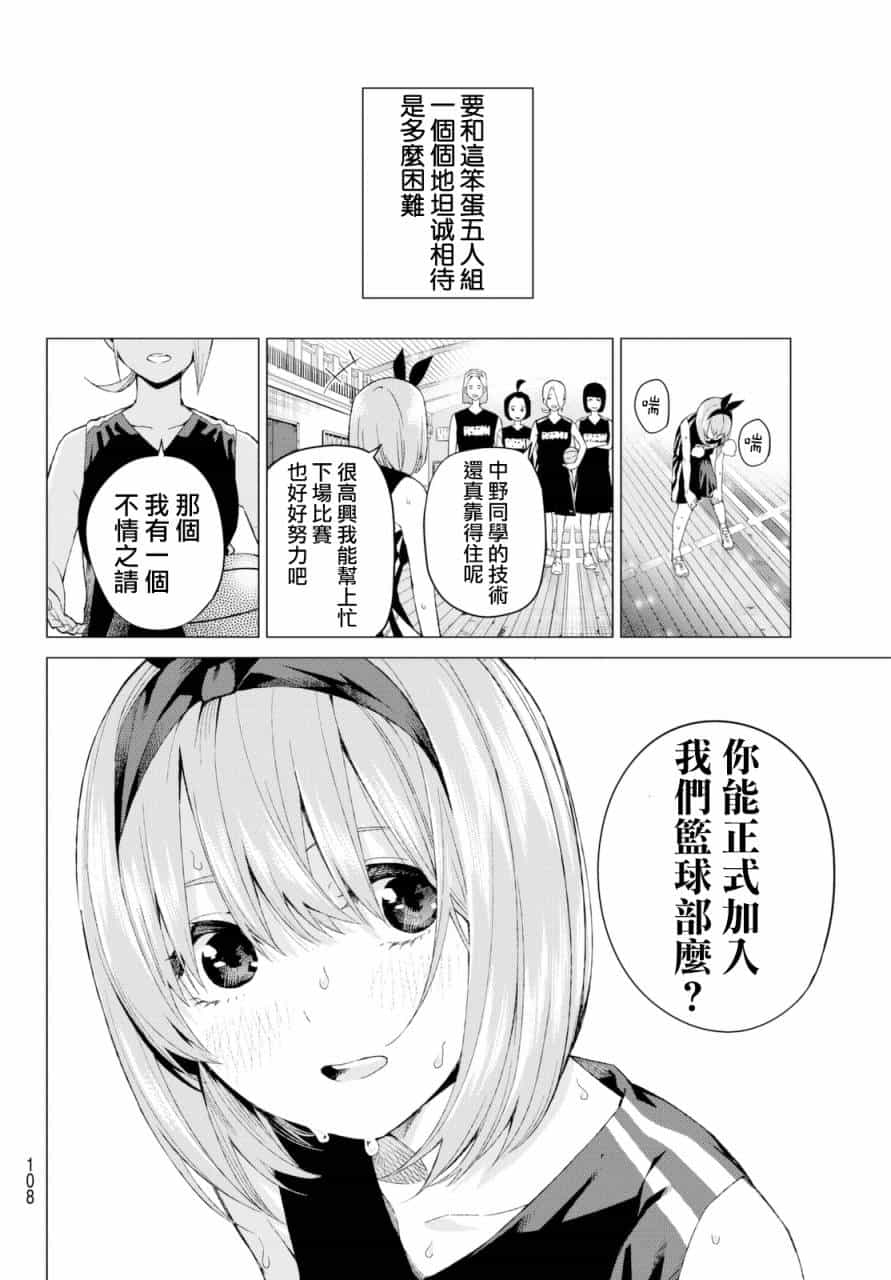 要和這笨蛋五人組
一個個地坦诚相待
是多麼困難
喘
喘
中野同學的技術
還真靠得住呢
很高興我能幫上忙
下場比賽
也好好努力吧
那個
我有一個
不情之請
你能正式加入
我們籃球部麼？
108